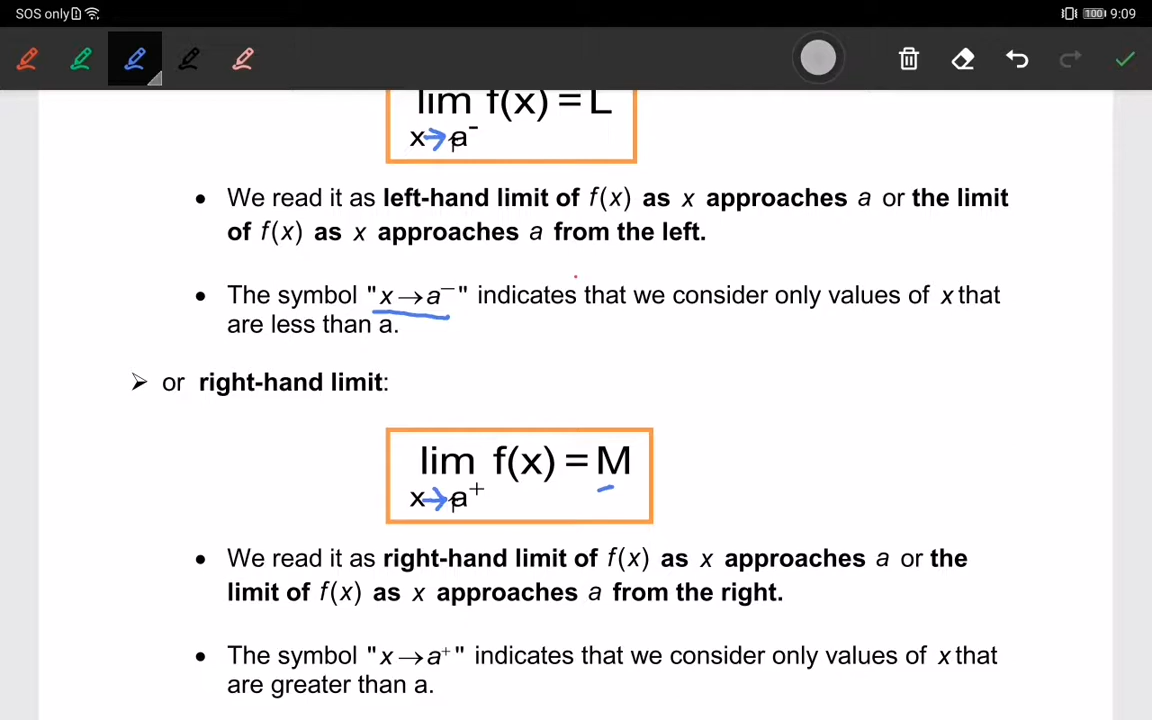 SOS only 100 9:09
lim f(x) = L
x→a⁻
• We read it as left-hand limit of f(x) as x approaches a or the limit
of f(x) as x approaches a from the left.
• The symbol "x→a⁻" indicates that we consider only values of x that
are less than a.
➢ or right-hand limit:
lim f(x) = M
x→a⁺
• We read it as right-hand limit of f(x) as x approaches a or the
limit of f(x) as x approaches a from the right.
• The symbol "x→a⁺" indicates that we consider only values of x that
are greater than a.